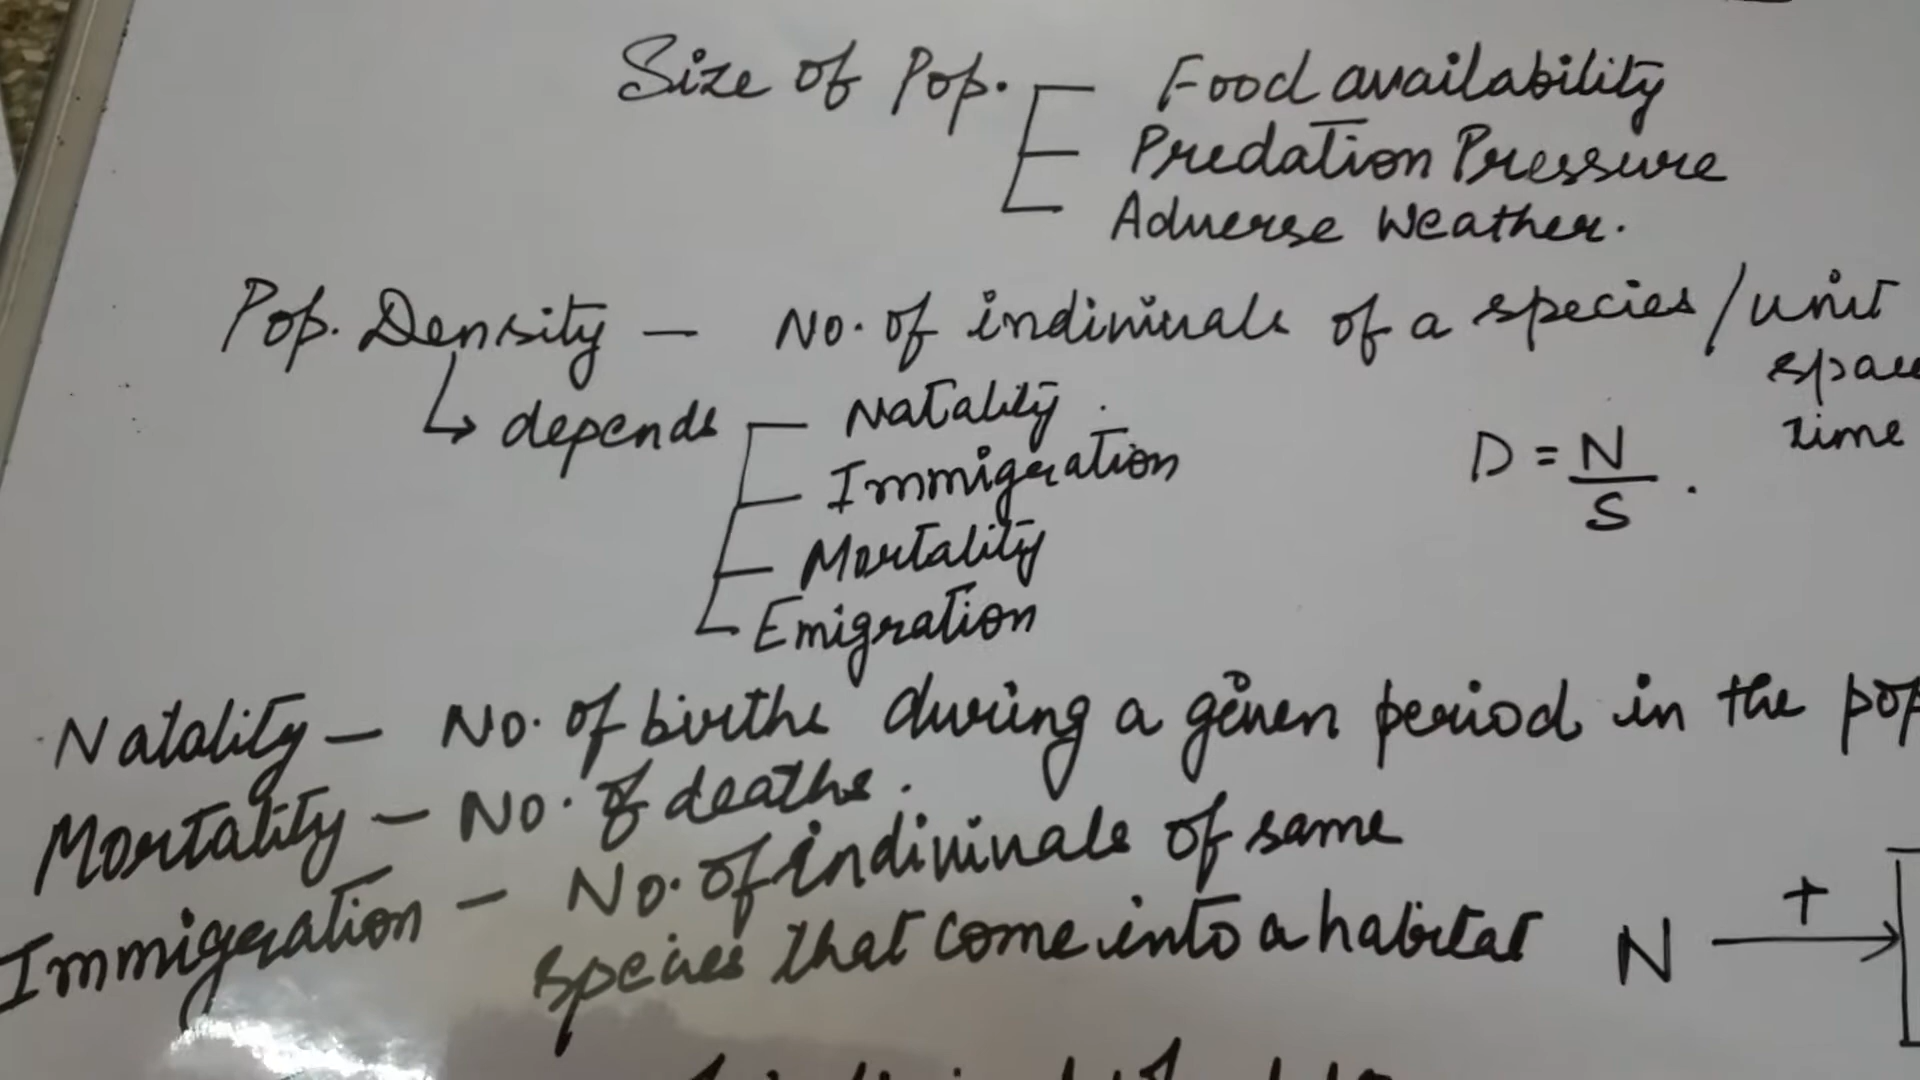 Size of Pop. Food availability
Predation Pressure
Adverse Weather.
Pop. Density – No. of individuals of a species / unit
space
time
depends Natality
Immigration
Mortality
Emigration
D = N
S
Natality – No. of births during a given period in the pop
Mortality – No. of deaths.
Immigration – No. of individuals of same
species that come into a habitat N +